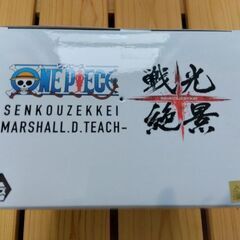 ONE PIECE
SENKOUZEKKEI
-MARSHALL.D.TEACH-
戦光
絶景